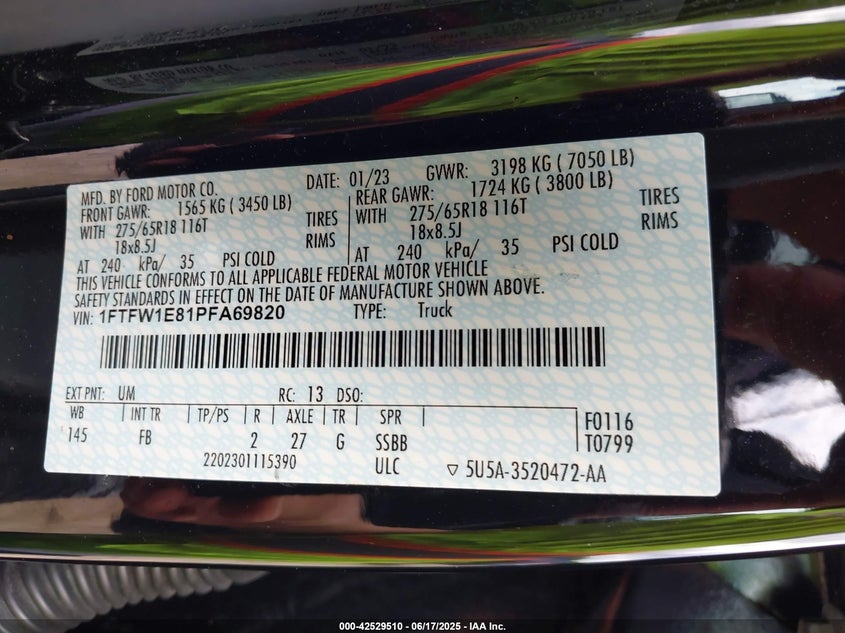 MFD. BY FORD MOTOR CO.
DATE: 01/23 GVWR: 3198 KG ( 7050 LB)
FRONT GAWR: 1565 KG ( 3450 LB) REAR GAWR: 1724 KG ( 3800 LB)
WITH 275/65R18 116T TIRES WITH 275/65R18 116T TIRES
18x8.5J RIMS 18x8.5J RIMS
AT 240 kPa/ 35 PSI COLD AT 240 kPa/ 35 PSI COLD
THIS VEHICLE CONFORMS TO ALL APPLICABLE FEDERAL MOTOR VEHICLE
SAFETY STANDARDS IN EFFECT ON THE DATE OF MANUFACTURE SHOWN ABOVE.
VIN: 1FTFW1E81PFA69820 TYPE: Truck
EXT PNT: UM RC: 13 DSO:
WB INT TR TP/PS R AXLE TR SPR F0116
145 FB 2 27 G SSBB T0799
2202301115390 ULC ▽ 5U5A-3520472-AA
000-42529510 / 06/17/2025 - IAA Inc.